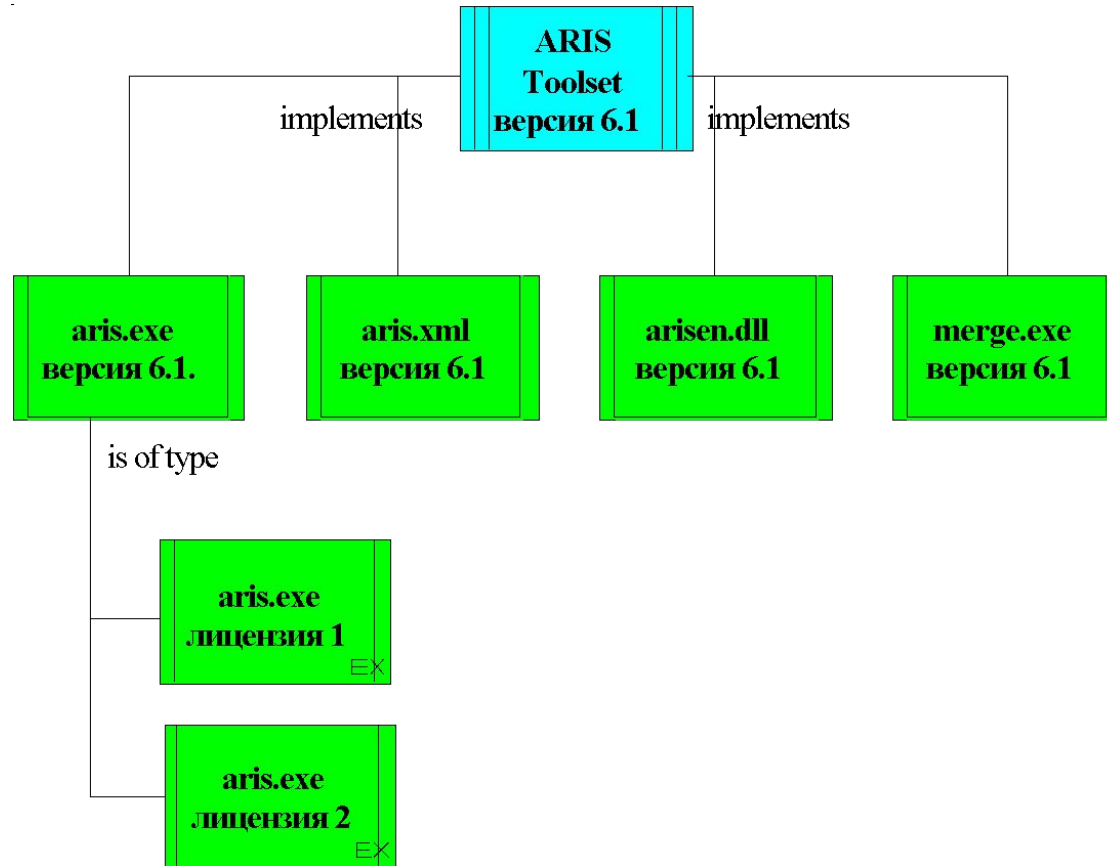 ARIS
Toolset
версия 6.1
implements
implements
aris.exe
версия 6.1.
aris.xml
версия 6.1
arisen.dll
версия 6.1
merge.exe
версия 6.1
is of type
aris.exe
лицензия 1
EX
aris.exe
лицензия 2
EX